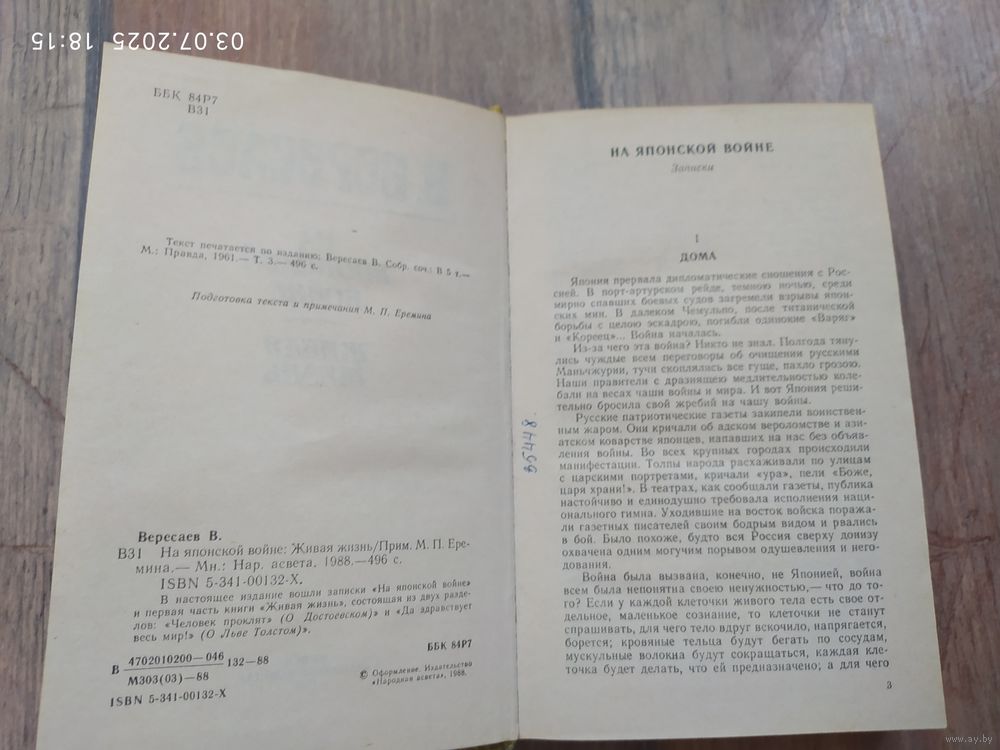 03.07.2025 18:15
ББК 84Р7
В31
Текст печатается по изданию: Вересаев В. Собр. соч.: В 5 т.—
М.: Правда, 1961.— Т. 3.— 496 с.
Подготовка текста и примечания М. П. Еремина
Вересаев В.
В31 На японской войне: Живая жизнь/Прим. М. П. Ере-
мина.— Мн.: Нар. асвета. 1988.—496 с.
ISBN 5-341-00132-X.
В настоящее издание вошли записки «На японской войне»
и первая часть книги «Живая жизнь», состоящая из двух разде-
лов: «Человек проклят» (О Достоевском)» и «Да здравствует
весь мир!» (О Льве Толстом)».
В 4702010200—046 132—88
М303(03)—88
ББК 84Р7
ISBN 5-341-00132-X
© Оформление. Издательство
«Народная асвета», 1988.
95448.
НА ЯПОНСКОЙ ВОЙНЕ
Записки
I
ДОМА
Япония прервала дипломатические сношения с Рос-
сией. В порт-артурском рейде, темною ночью, среди
мирно спавших боевых судов загремели взрывы япон-
ских мин. В далеком Чемульпо, после титанической
борьбы с целою эскадрою, погибли одинокие «Варяг»
и «Кореец»... Война началась.
Из-за чего эта война? Никто не знал. Полгода тяну-
лись чуждые всем переговоры об очищении русскими
Маньчжурии, тучи скоплялись все гуще, пахло грозою.
Наши правители с дразнящею медлительностью коле-
бали на весах чаши войны и мира. И вот Япония реши-
тельно бросила свой жребий на чашу войны.
Русские патриотические газеты закипели воинствен-
ным жаром. Они кричали об адском вероломстве и ази-
атском коварстве японцев, напавших на нас без объяв-
ления войны. Во всех крупных городах происходили
манифестации. Толпы народа расхаживали по улицам
с царскими портретами, кричали «ура», пели «Боже,
царя храни!». В театрах, как сообщали газеты, публика
настойчиво и единодушно требовала исполнения наци-
онального гимна. Уходившие на восток войска поража-
ли газетных писателей своим бодрым видом и рвались
в бой. Было похоже, будто вся Россия сверху донизу
охвачена одним могучим порывом одушевления и него-
дования.
Война была вызвана, конечно, не Японией, война
всем была непонятна своею ненужностью,— что до то-
го? Если у каждой клеточки живого тела есть свое от-
дельное, маленькое сознание, то клеточки не станут
спрашивать, для чего тело вдруг вскочило, напрягается,
борется; кровяные тельца будут бегать по сосудам,
мускульные волокна будут сокращаться, каждая кле-
точка будет делать, что ей предназначено; а для чего
3
www.ay.by